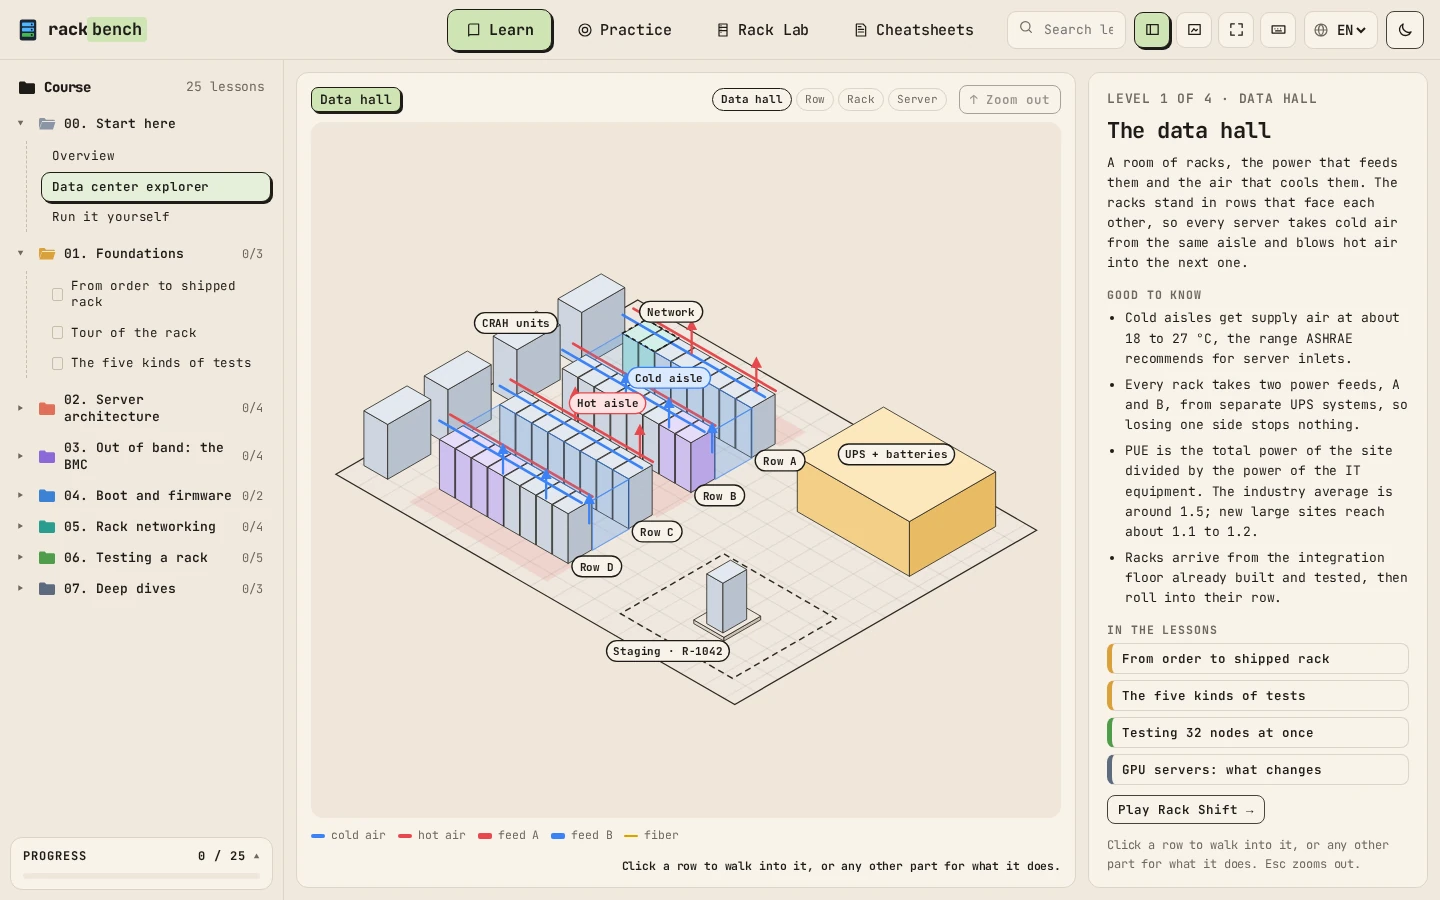 rackbench
Learn
Practice
Rack Lab
Cheatsheets
Search le
EN
Course
25 lessons
00. Start here
Overview
Data center explorer
Run it yourself
01. Foundations
0/3
From order to shipped
rack
Tour of the rack
The five kinds of tests
02. Server
architecture
0/4
03. Out of band: the
BMC
0/4
04. Boot and firmware
0/2
05. Rack networking
0/4
06. Testing a rack
0/5
07. Deep dives
0/3
PROGRESS
0 / 25
Data hall
Data hall
Row
Rack
Server
↑ Zoom out
Network
CRAH units
Cold aisle
Hot aisle
UPS + batteries
Row A
Row B
Row C
Row D
Staging · R-1042
cold air
hot air
feed A
feed B
fiber
Click a row to walk into it, or any other part for what it does.
LEVEL 1 OF 4 · DATA HALL
The data hall
A room of racks, the power that feeds
them and the air that cools them. The
racks stand in rows that face each
other, so every server takes cold air
from the same aisle and blows hot air
into the next one.
GOOD TO KNOW
• Cold aisles get supply air at about
18 to 27 °C, the range ASHRAE
recommends for server inlets.
• Every rack takes two power feeds, A
and B, from separate UPS systems, so
losing one side stops nothing.
• PUE is the total power of the site
divided by the power of the IT
equipment. The industry average is
around 1.5; new large sites reach
about 1.1 to 1.2.
• Racks arrive from the integration
floor already built and tested, then
roll into their row.
IN THE LESSONS
From order to shipped rack
The five kinds of tests
Testing 32 nodes at once
GPU servers: what changes
Play Rack Shift →
Click a row to walk into it, or any other
part for what it does. Esc zooms out.